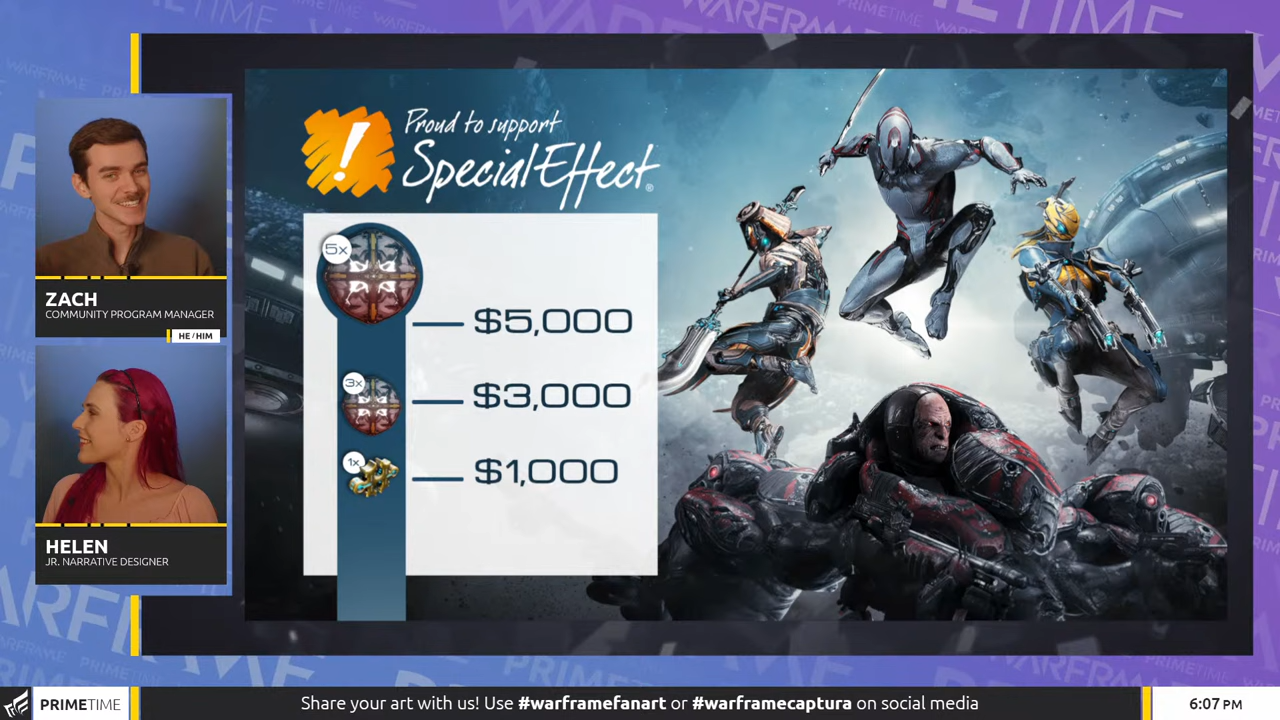 Proud to support
SpecialEffect®
5x
$5,000
3x
$3,000
1x
$1,000
ZACH
COMMUNITY PROGRAM MANAGER
HE / HIM
HELEN
JR. NARRATIVE DESIGNER
PRIMETIME
Share your art with us! Use #warframefanart or #warframecaptura on social media
6:07 PM
WARFRAME
PRIMETIME